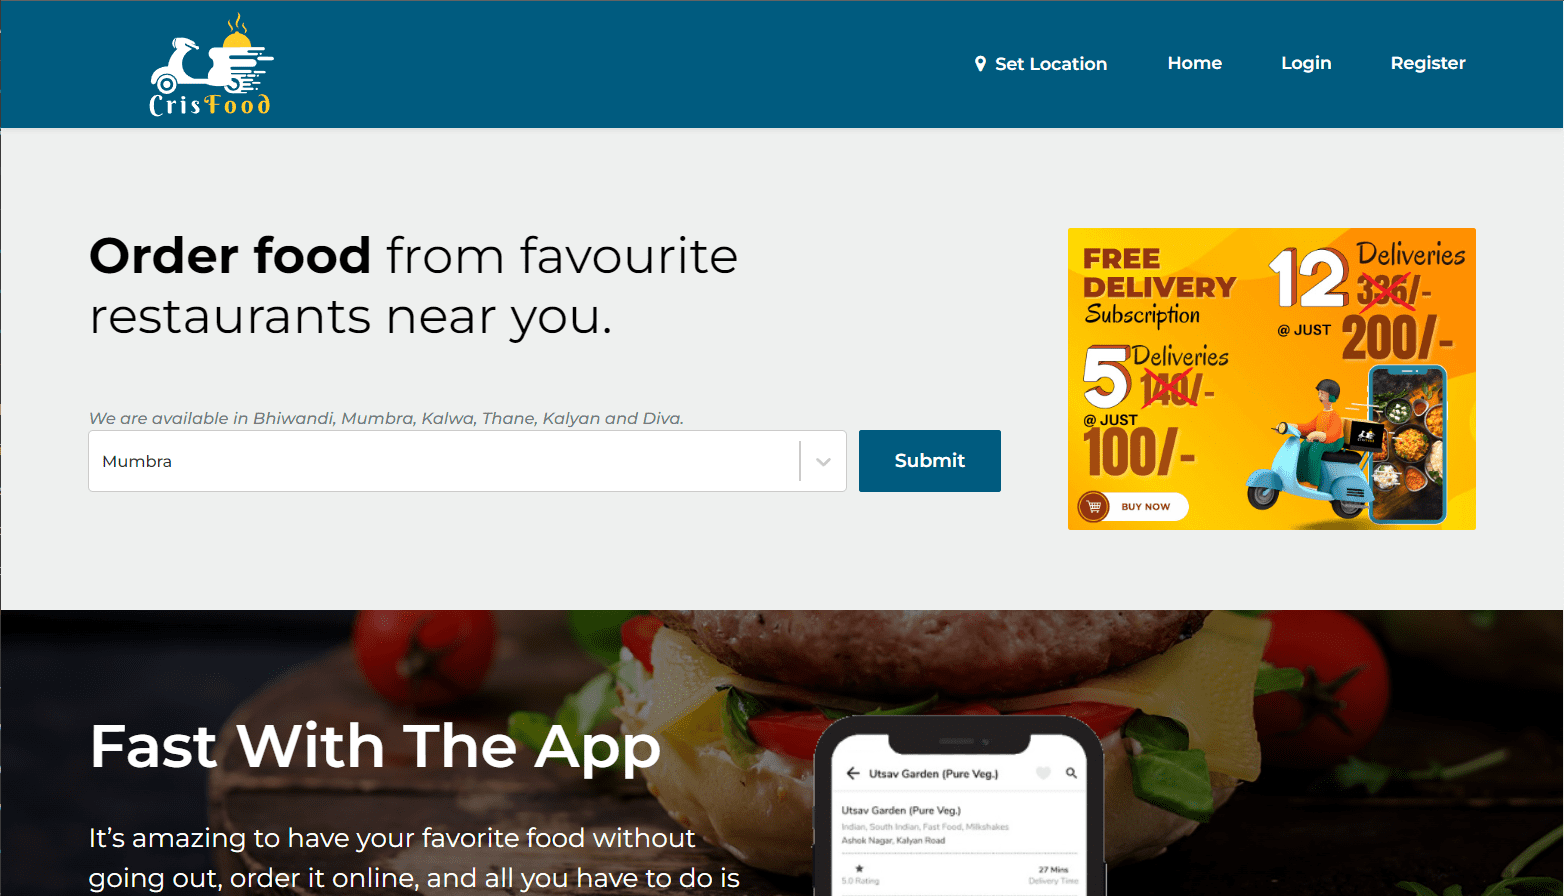 CrisFood
Set Location
Home
Login
Register
Order food from favourite
restaurants near you.
We are available in Bhiwandi, Mumbra, Kalwa, Thane, Kalyan and Diva.
Mumbra
Submit
FREE
DELIVERY
Subscription
5 Deliveries
140/-
@ JUST
100/-
BUY NOW
12 Deliveries
336/-
@ JUST
200/-
Fast With The App
It’s amazing to have your favorite food without
going out, order it online, and all you have to do is
Utsav Garden (Pure Veg.)
Utsav Garden (Pure Veg.)
Indian, South Indian, Fast Food, Milkshakes
Ashok Nagar, Kalyan Road
27 Mins
5.0 Rating
Delivery Time